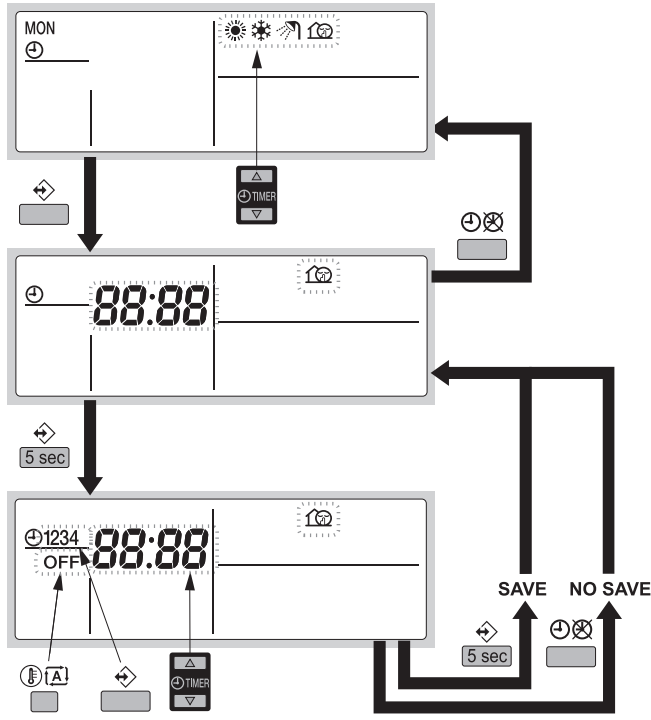 MON
TIMER
88:88
5 sec
1234 88:88
OFF
SAVE NO SAVE
5 sec
A
TIMER